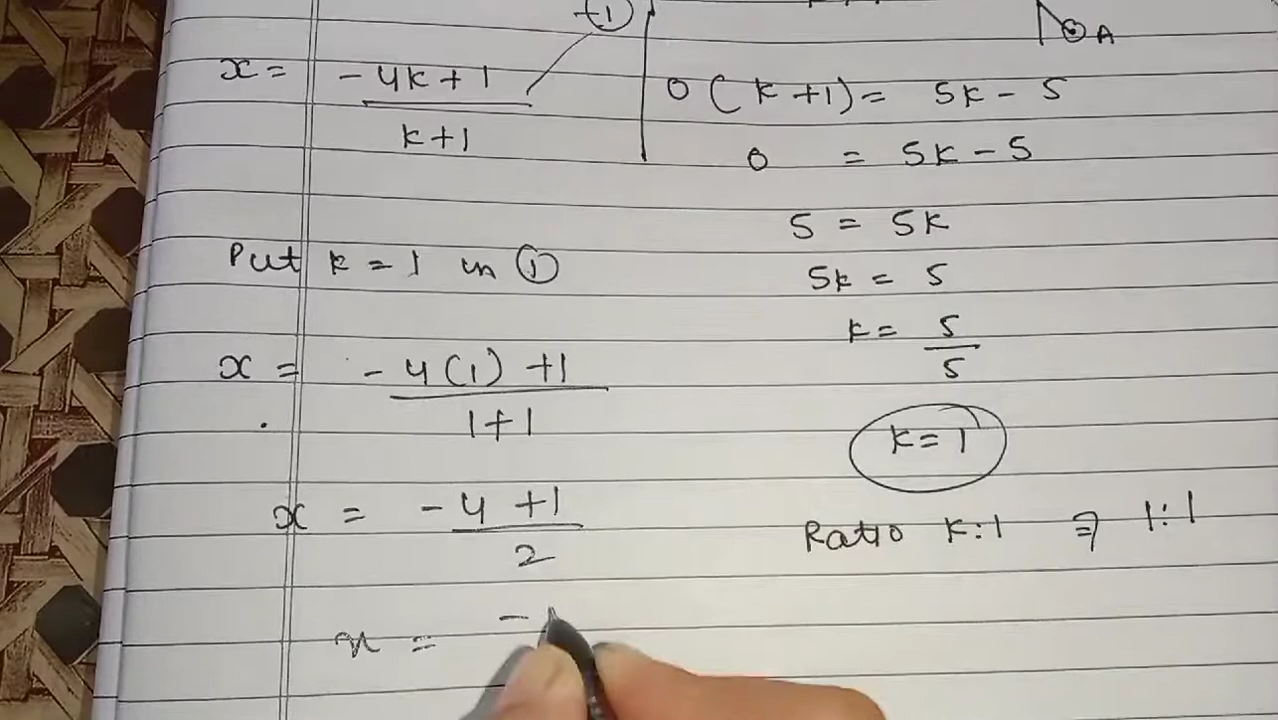 ①
x = -4k+1
k+1
Put k = 1 in ①
x = -4(1)+1
1+1
x = -4+1
2
x = -
A
0(k+1) = 5k-5
0 = 5k-5
5 = 5k
5k = 5
k = 5
5
k = 1
Ratio k:1 ⇒ 1:1